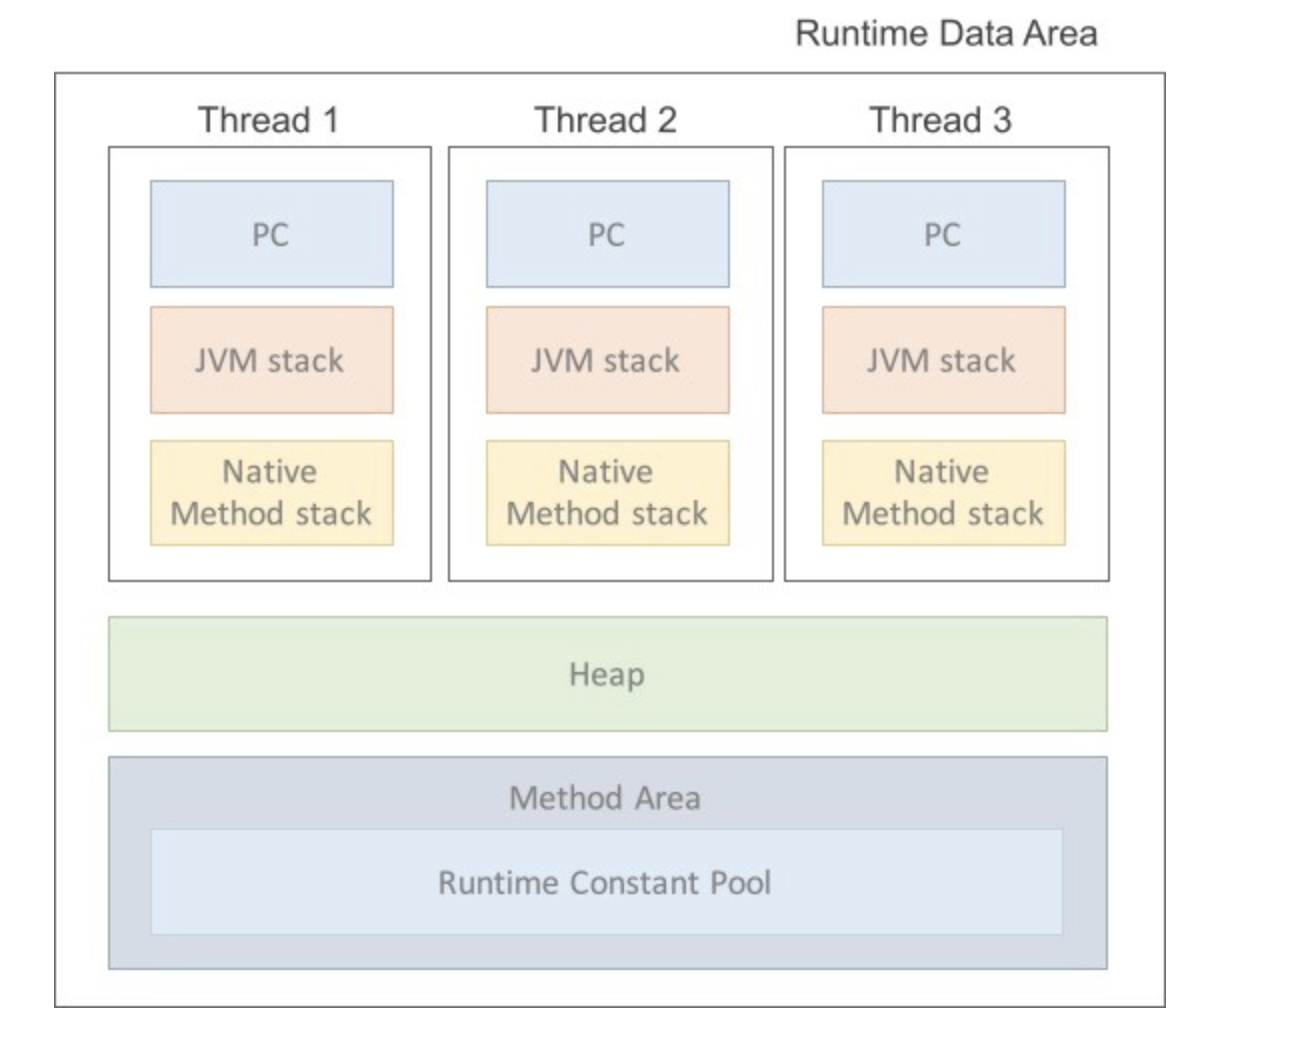 Runtime Data Area
Thread 1
PC
JVM stack
Native
Method stack
Thread 2
PC
JVM stack
Native
Method stack
Thread 3
PC
JVM stack
Native
Method stack
Heap
Method Area
Runtime Constant Pool